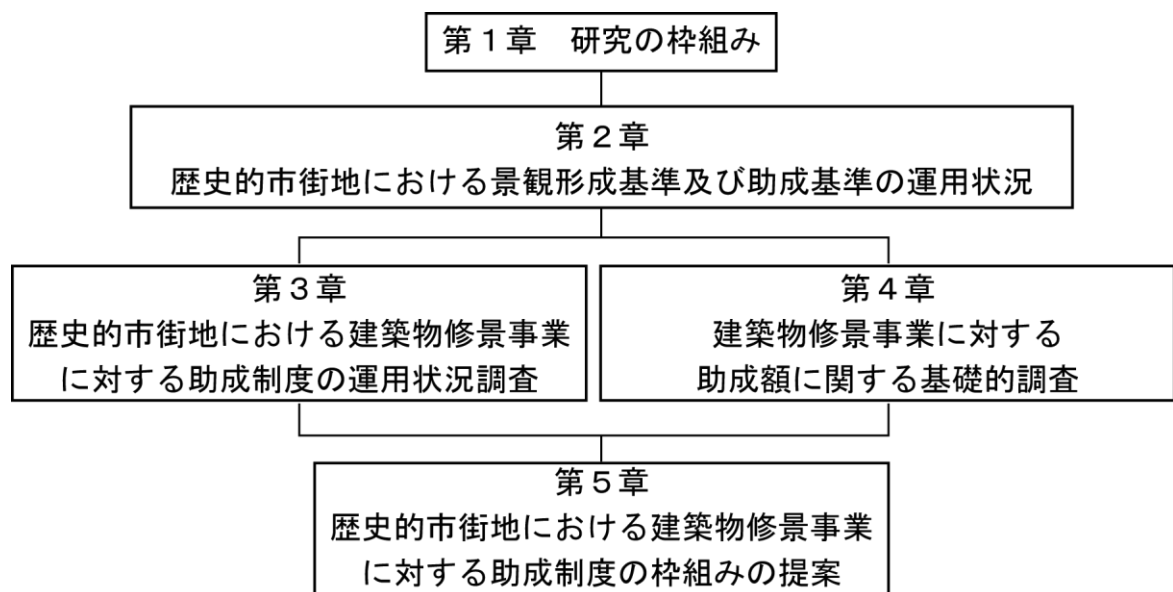 第１章　研究の枠組み
第２章
歴史的市街地における景観形成基準及び助成基準の運用状況
第３章
歴史的市街地における建築物修景事業
に対する助成制度の運用状況調査
第４章
建築物修景事業に対する
助成額に関する基礎的調査
第５章
歴史的市街地における建築物修景事業
に対する助成制度の枠組みの提案